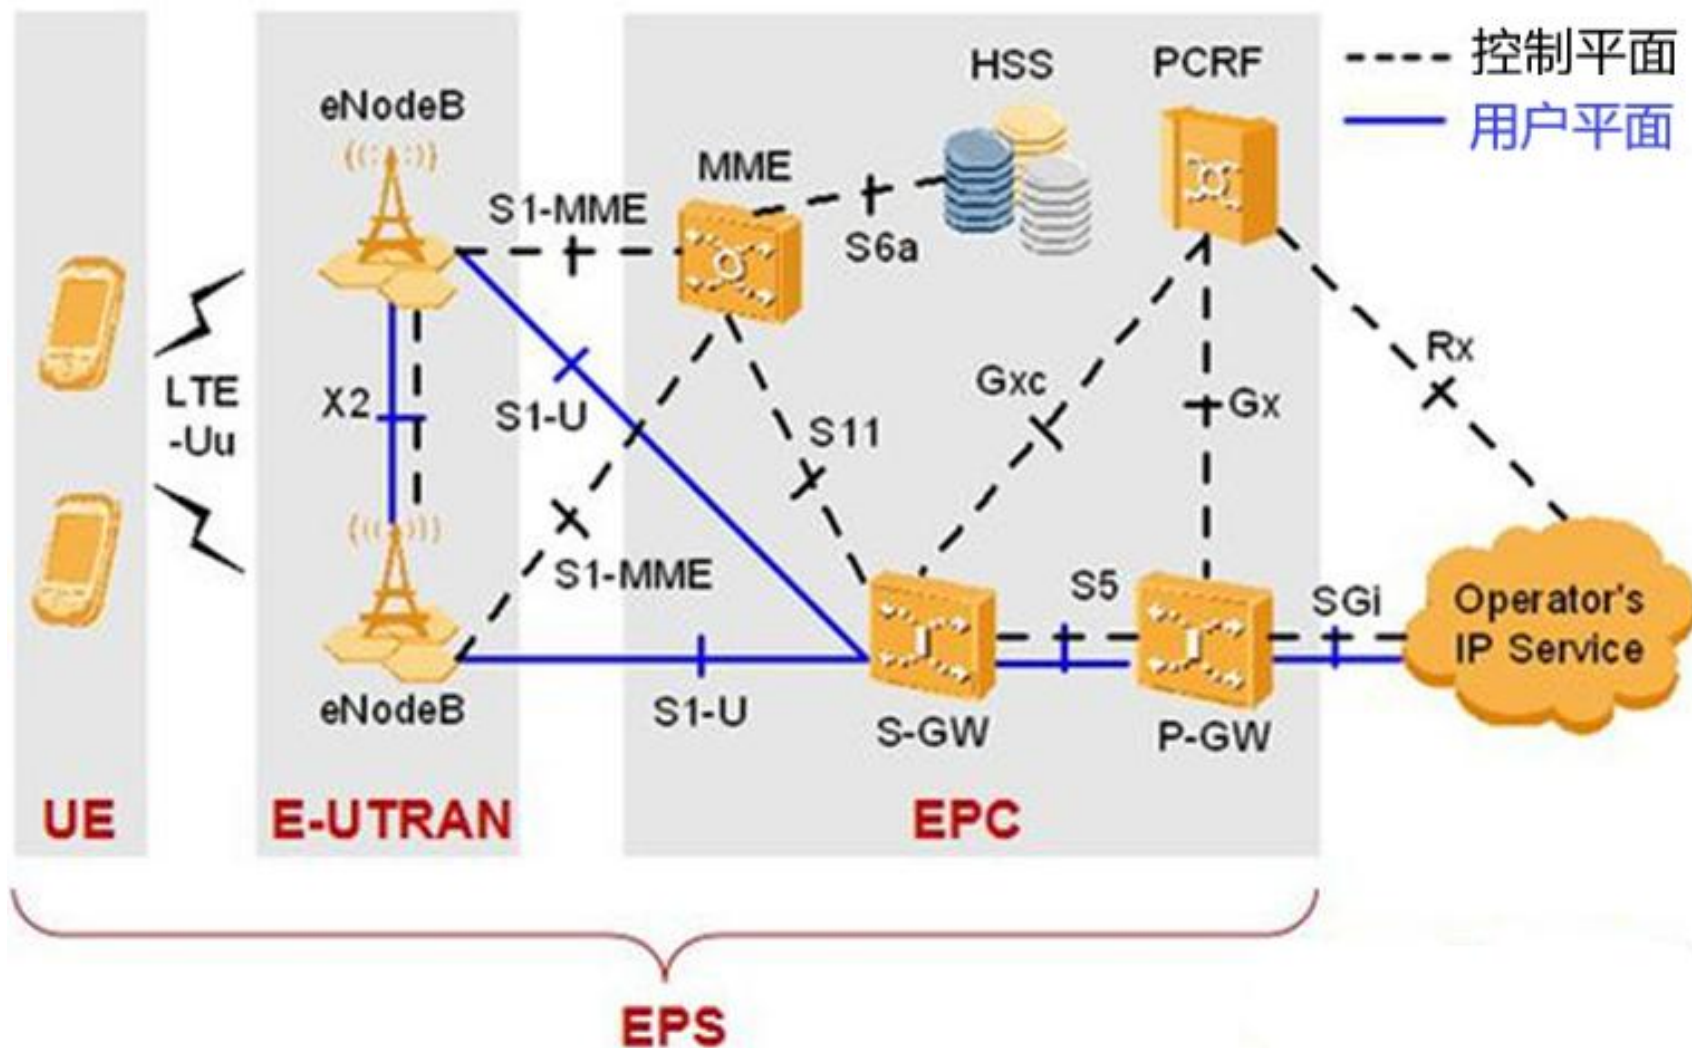 HSS
PCRF
控制平面
用户平面
eNodeB
MME
S1-MME
S6a
Rx
LTE
-Uu
X2
S1-U
S11
Gxc
Gx
S1-MME
S5
SGi
Operator's
IP Service
eNodeB
S1-U
S-GW
P-GW
UE
E-UTRAN
EPC
EPS